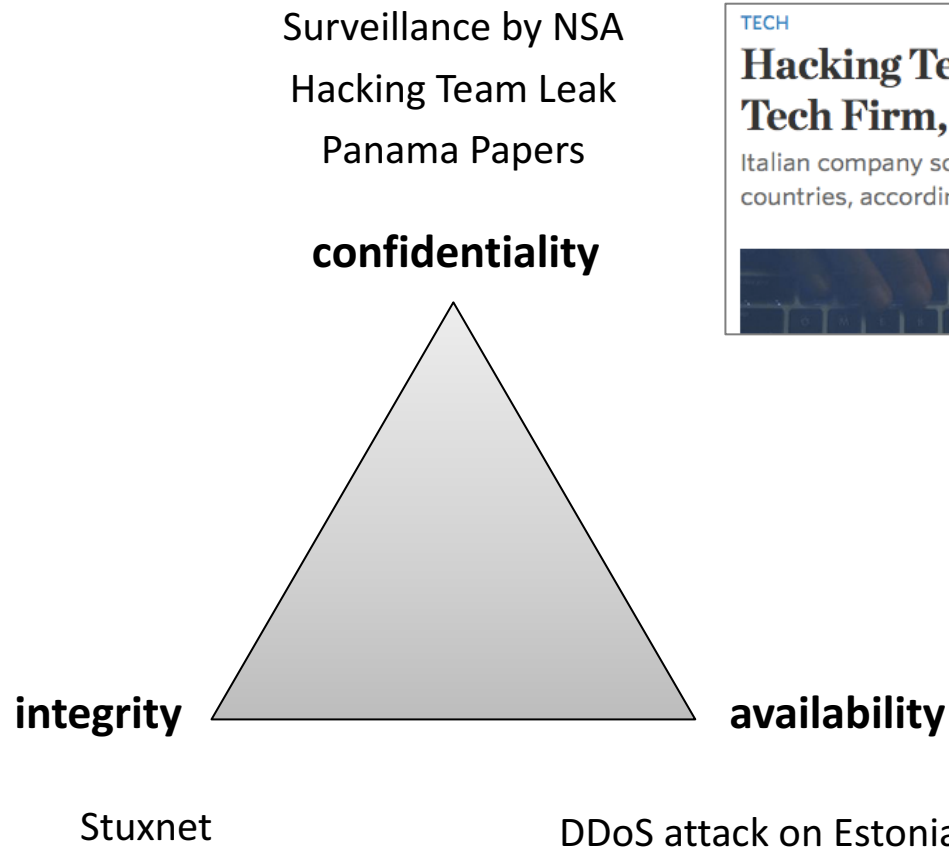 Surveillance by NSA
Hacking Team Leak
Panama Papers
TECH
Hacking Te
Tech Firm,
Italian company so
countries, accordin
confidentiality
integrity
availability
Stuxnet
DDoS attack on Estonia